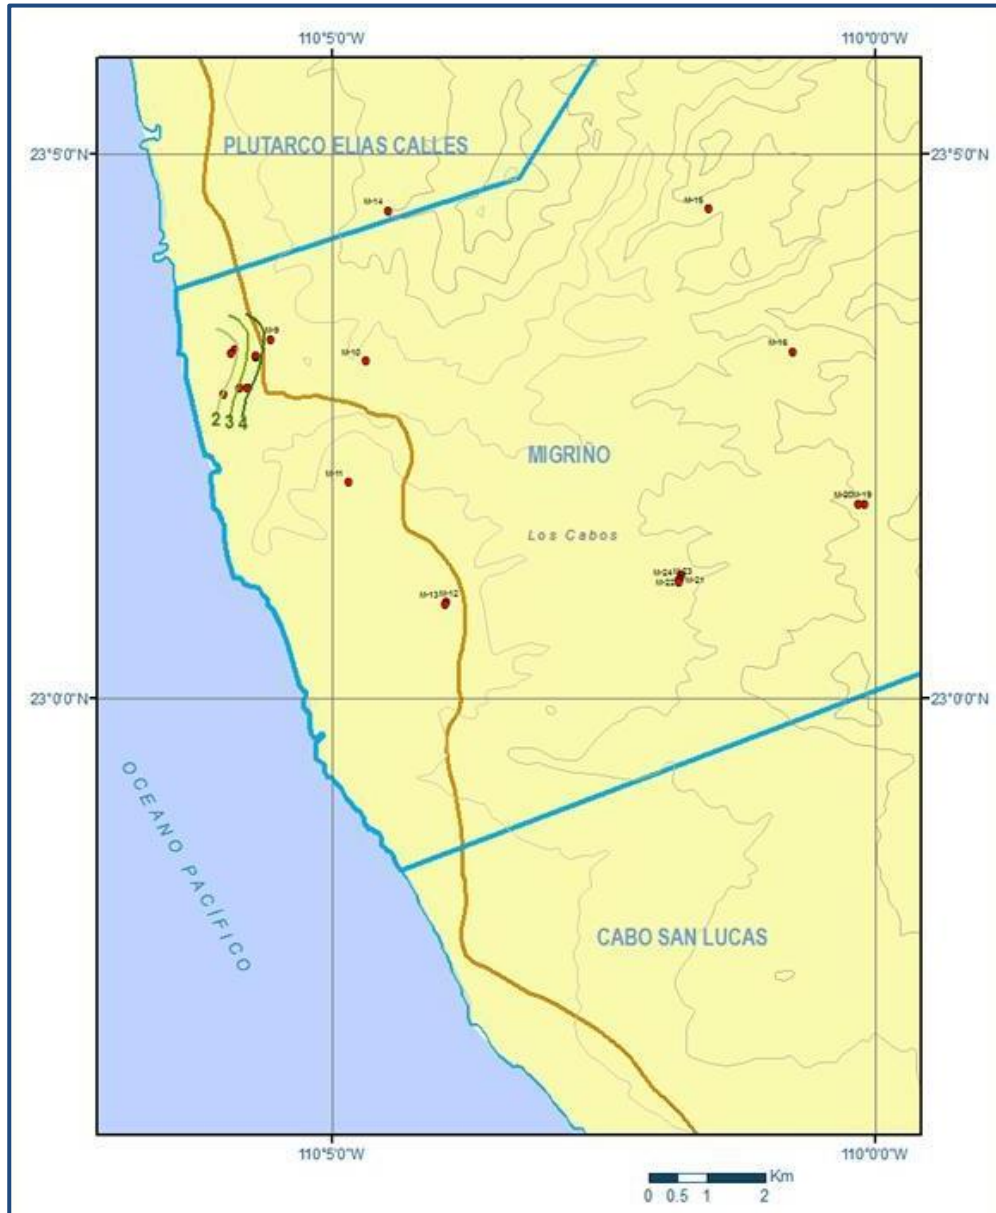 110°5'0"W
110°0'0"W
23°5'0"N
PLUTARCO ELIAS CALLES
23°5'0"N
M-14
M-15
M-9
M-10
M-16
2 3 4
MIGRIÑO
M-11
M-20
M-19
Los Cabos
M-24
M-23
M-22
M-21
M-13
M-12
23°0'0"N
23°0'0"N
OCEANO PACÍFICO
CABO SAN LUCAS
110°5'0"W
110°0'0"W
Km
0 0.5 1 2